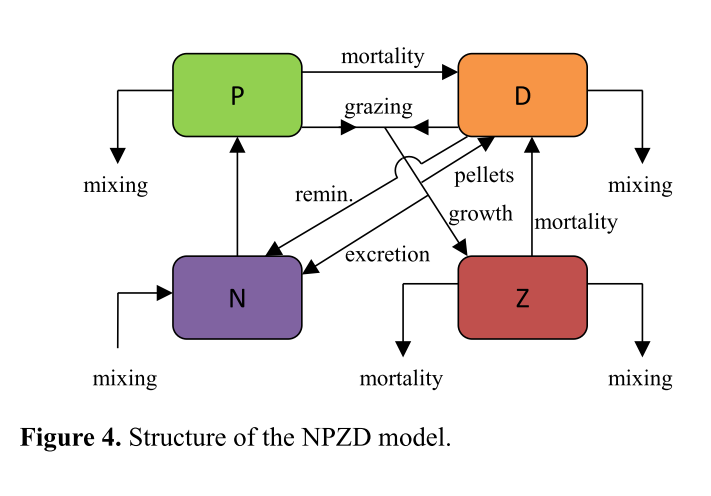 mortality
P
D
grazing
mixing
mixing
pellets
remin.
growth
mortality
excretion
N
Z
mixing
mortality
mixing
Figure 4. Structure of the NPZD model.